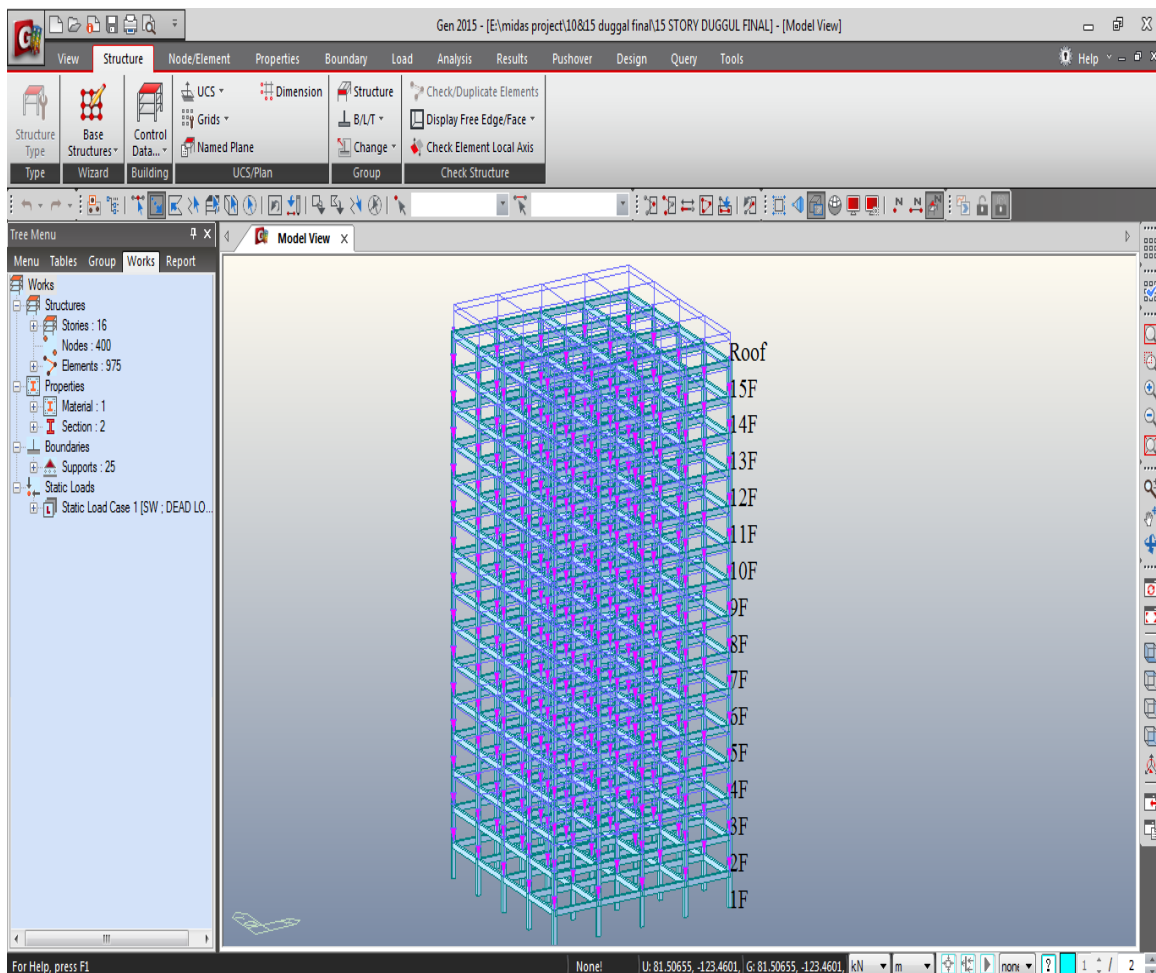 Gen 2015 - [E:\midas project\10&15 duggal final\15 STORY DUGGUL FINAL] - [Model View]
View Structure Node/Element Properties Boundary Load Analysis Results Pushover Design Query Tools Help
Structure Type
Base Structures
Control Data...
UCS
Grids
Named Plane
Dimension
Structure
B/L/T
Change
Check/Duplicate Elements
Display Free Edge/Face
Check Element Local Axis
Type Wizard Building UCS/Plan Group Check Structure
Tree Menu
Model View X
Menu Tables Group Works Report
Works
Structures
Stories : 16
Nodes : 400
Elements : 975
Properties
Material : 1
Section : 2
Boundaries
Supports : 25
Static Loads
Static Load Case 1 [SW ; DEAD LO...
Roof
15F
14F
13F
12F
11F
10F
9F
8F
7F
6F
5F
4F
3F
2F
1F
For Help, press F1
None! U: 81.50655, -123.4601, G: 81.50655, -123.4601, kN m none ? 1 / 2